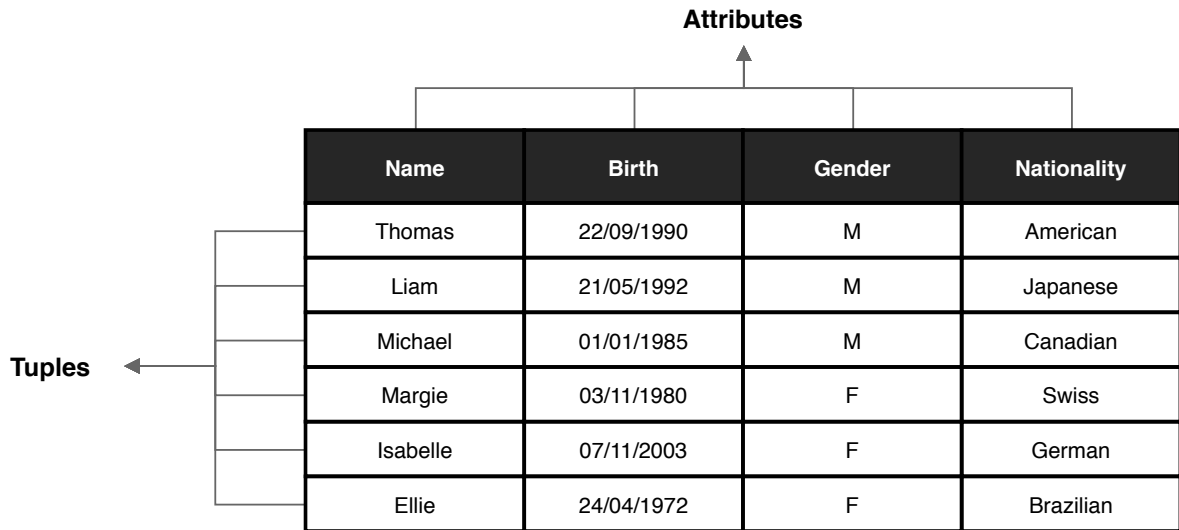 Attributes
Name Birth Gender Nationality
Thomas 22/09/1990 M American
Liam 21/05/1992 M Japanese
Michael 01/01/1985 M Canadian
Tuples
Margie 03/11/1980 F Swiss
Isabelle 07/11/2003 F German
Ellie 24/04/1972 F Brazilian